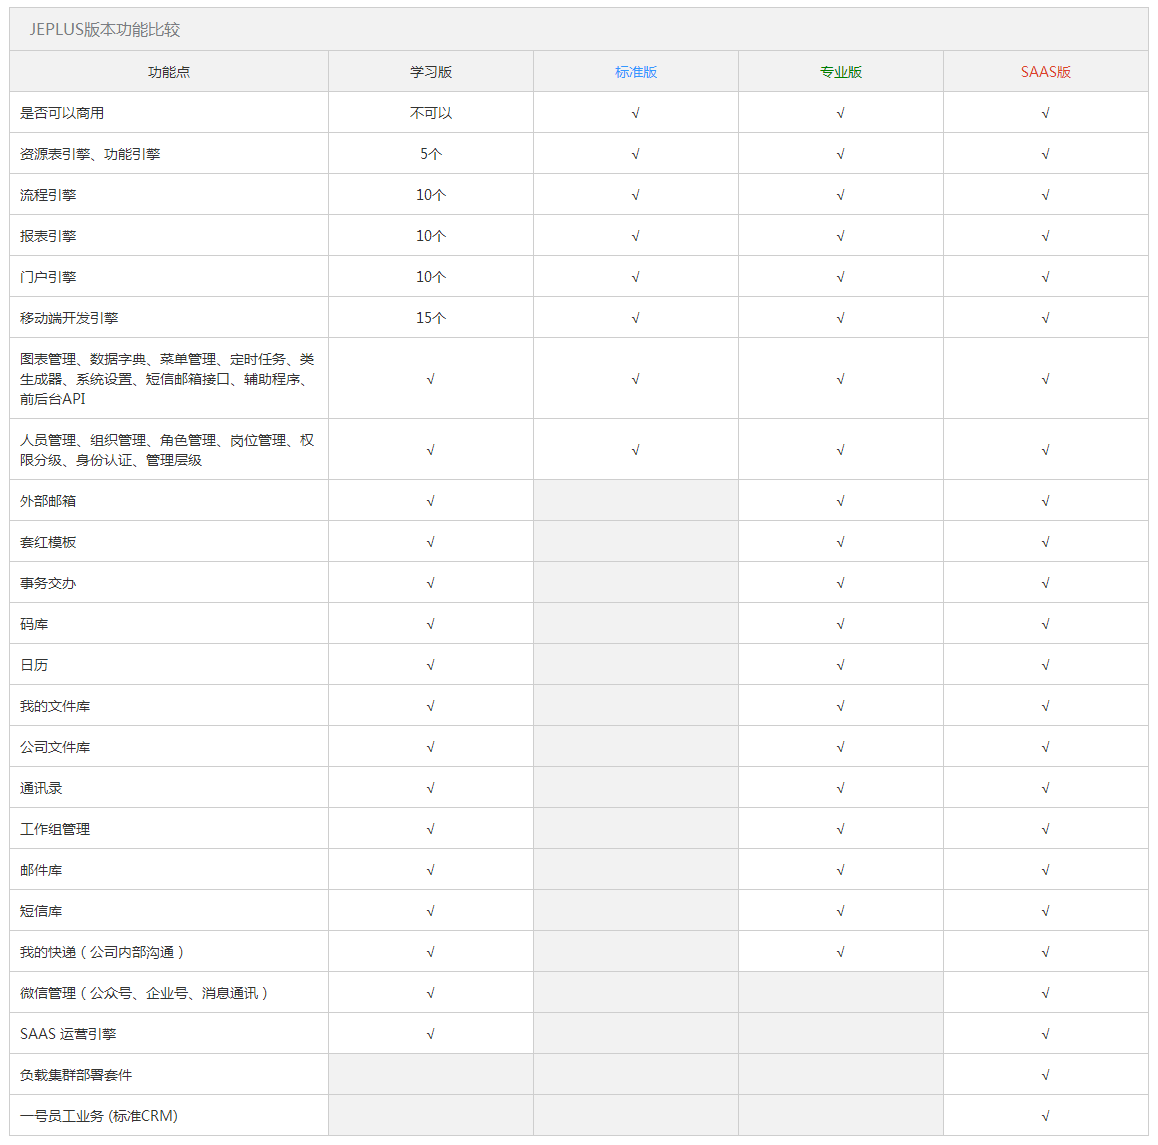 JEPLUS版本功能比较
功能点 学习版 标准版 专业版 SAAS版
是否可以商用 不可以 √ √ √
资源表引擎、功能引擎 5个 √ √ √
流程引擎 10个 √ √ √
报表引擎 10个 √ √ √
门户引擎 10个 √ √ √
移动端开发引擎 15个 √ √ √
图表管理、数据字典、菜单管理、定时任务、类
生成器、系统设置、短信邮箱接口、辅助程序、 √ √ √ √
前后台API
人员管理、组织管理、角色管理、岗位管理、权
限分级、身份认证、管理层级 √ √ √ √
外部邮箱 √ √ √
套红模板 √ √ √
事务交办 √ √ √
码库 √ √ √
日历 √ √ √
我的文件库 √ √ √
公司文件库 √ √ √
通讯录 √ √ √
工作组管理 √ √ √
邮件库 √ √ √
短信库 √ √ √
我的快递（公司内部沟通） √ √ √
微信管理（公众号、企业号、消息通讯） √ √
SAAS 运营引擎 √ √
负载集群部署套件 √
一号员工业务 (标准CRM) √